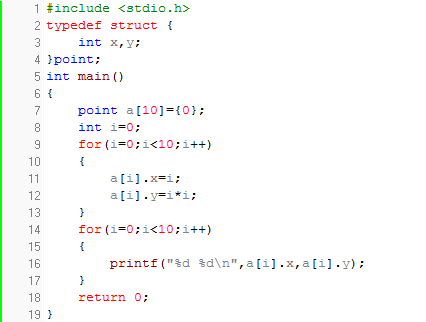 1 #include <stdio.h>
2 typedef struct {
3     int x,y;
4 }point;
5 int main()
6 {
7     point a[10]={0};
8     int i=0;
9     for(i=0;i<10;i++)
10     {
11         a[i].x=i;
12         a[i].y=i*i;
13     }
14     for(i=0;i<10;i++)
15     {
16         printf("%d %d\n",a[i].x,a[i].y);
17     }
18     return 0;
19 }